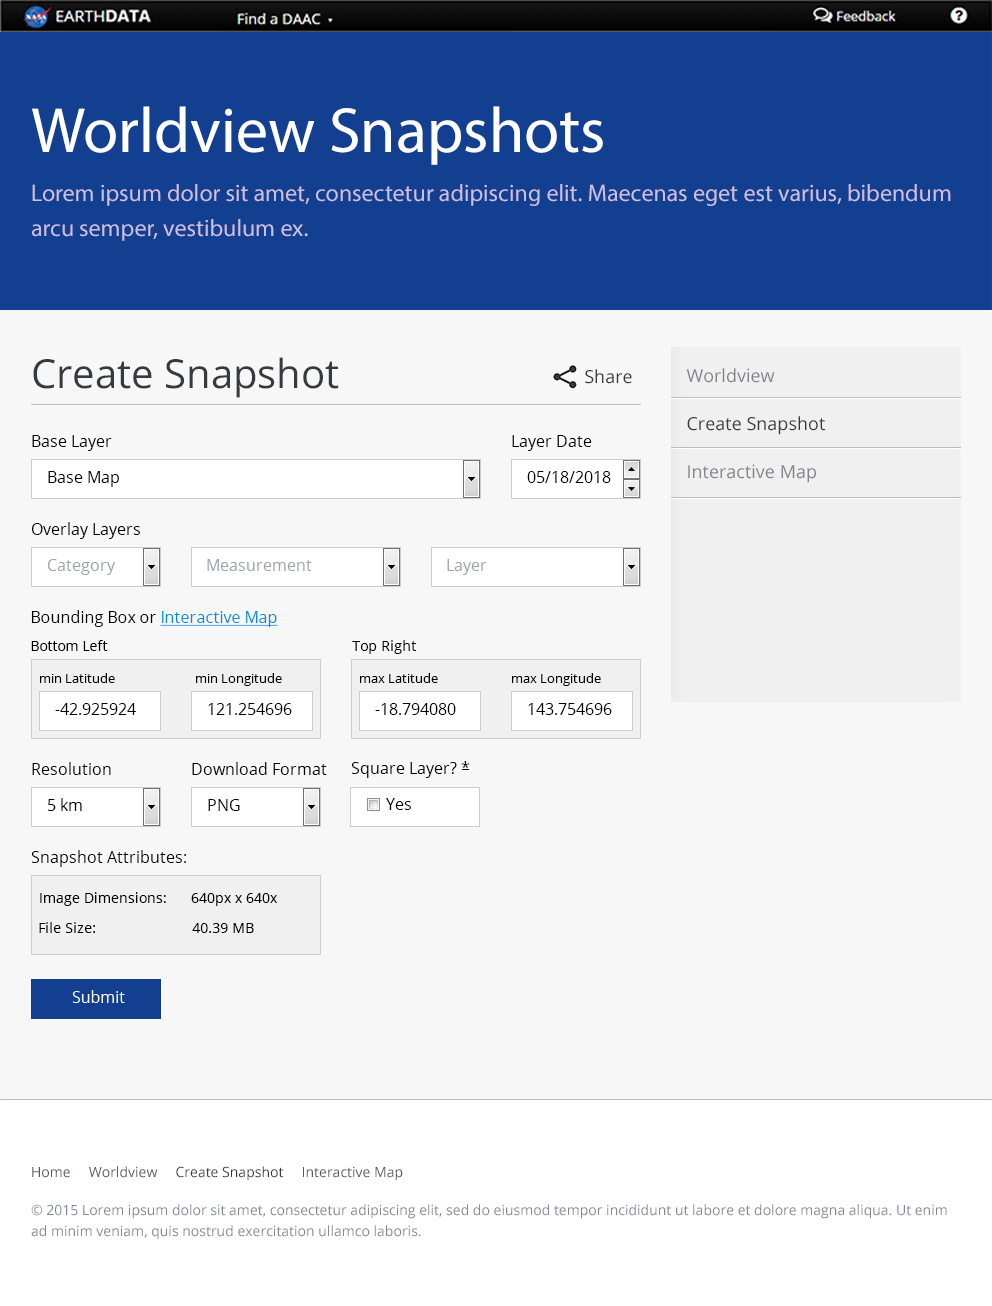 EARTHDATA
Find a DAAC
Feedback
?
Worldview Snapshots
Lorem ipsum dolor sit amet, consectetur adipiscing elit. Maecenas eget est varius, bibendum
arcu semper, vestibulum ex.
Create Snapshot
Share
Base Layer
Layer Date
Base Map
05/18/2018
Overlay Layers
Category
Measurement
Layer
Bounding Box or Interactive Map
Bottom Left
Top Right
min Latitude
min Longitude
max Latitude
max Longitude
-42.925924
121.254696
-18.794080
143.754696
Resolution
Download Format
Square Layer? *
5 km
PNG
Yes
Snapshot Attributes:
Image Dimensions: 640px x 640x
File Size: 40.39 MB
Submit
Worldview
Create Snapshot
Interactive Map
Home Worldview Create Snapshot Interactive Map
© 2015 Lorem ipsum dolor sit amet, consectetur adipiscing elit, sed do eiusmod tempor incididunt ut labore et dolore magna aliqua. Ut enim
ad minim veniam, quis nostrud exercitation ullamco laboris.